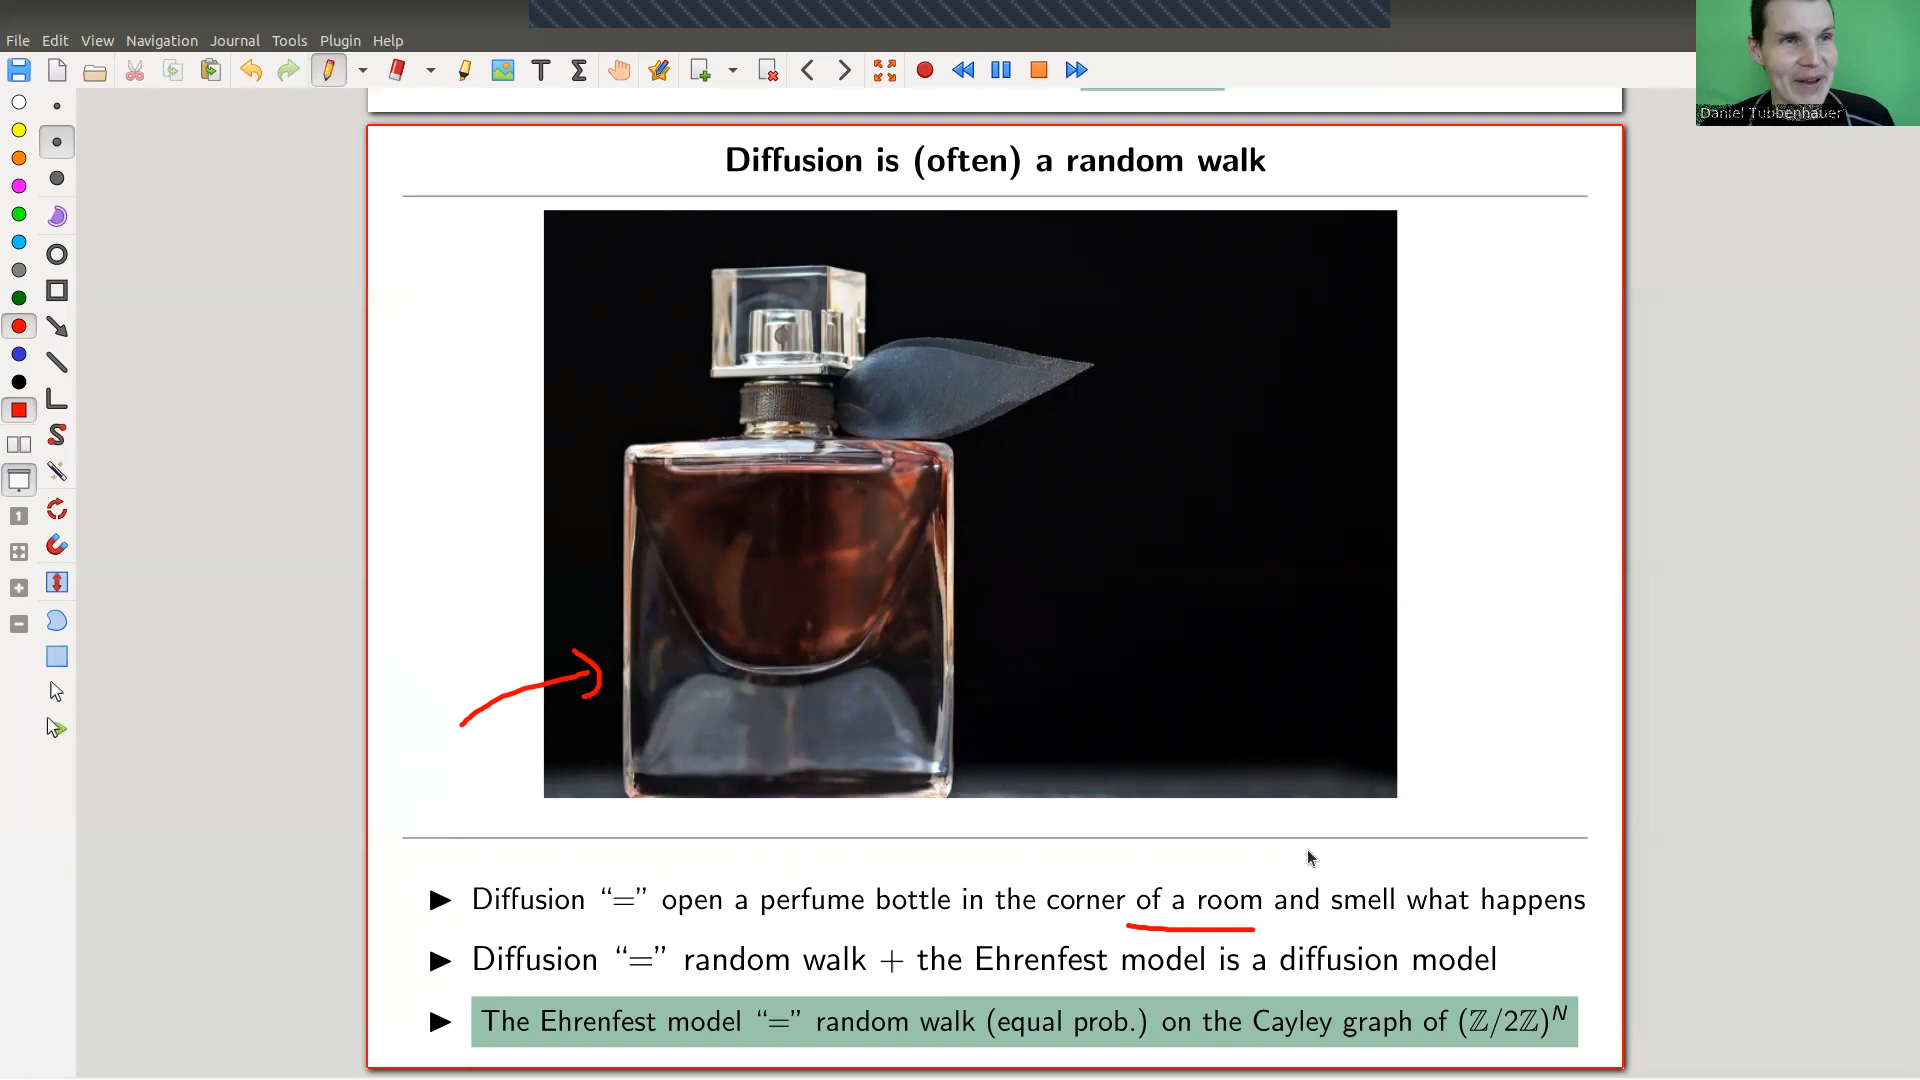 File Edit View Navigation Journal Tools Plugin Help
Daniel Tubbenhauer
Diffusion is (often) a random walk
▶ Diffusion “=” open a perfume bottle in the corner of a room and smell what happens
▶ Diffusion “=” random walk + the Ehrenfest model is a diffusion model
▶ The Ehrenfest model “=” random walk (equal prob.) on the Cayley graph of (ℤ/2ℤ)^N